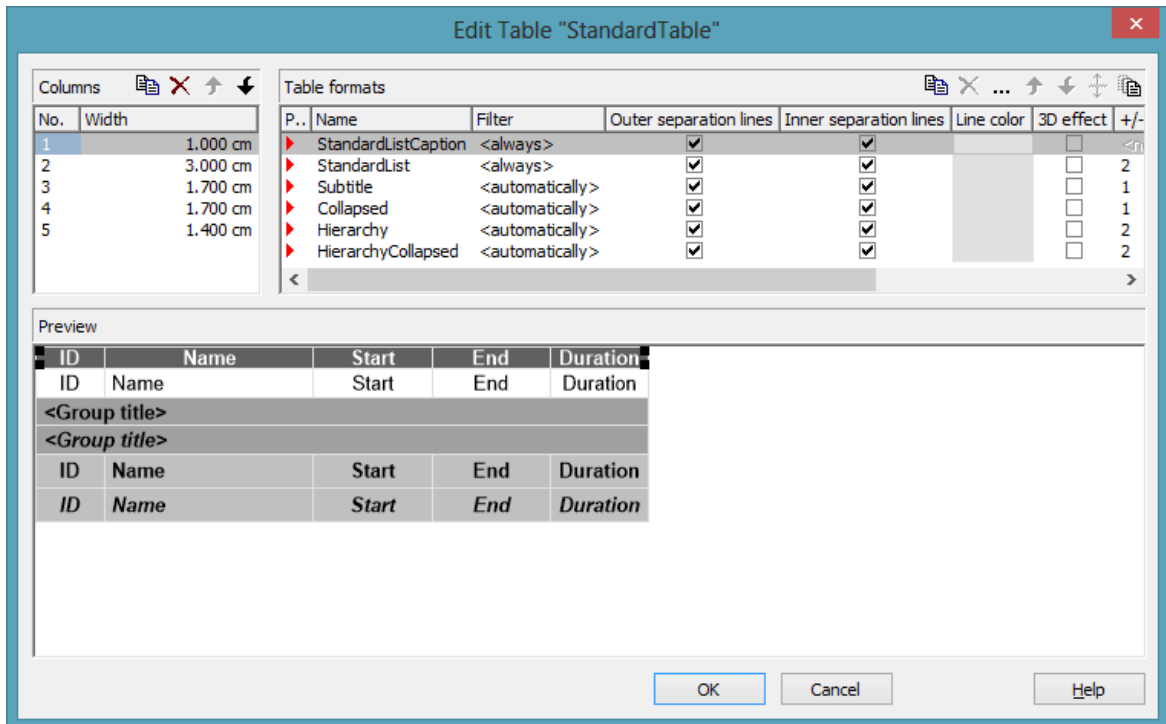 Edit Table "StandardTable"
Columns
No. Width
1 1.000 cm
2 3.000 cm
3 1.700 cm
4 1.700 cm
5 1.400 cm
Table formats
...
P.. Name Filter Outer separation lines Inner separation lines Line color 3D effect +/-
StandardListCaption <always>
StandardList <always> 2
Subtitle <automatically> 1
Collapsed <automatically> 1
Hierarchy <automatically> 2
HierarchyCollapsed <automatically> 2
Preview
ID Name Start End Duration
ID Name Start End Duration
<Group title>
<Group title>
ID Name Start End Duration
ID Name Start End Duration
OK Cancel Help